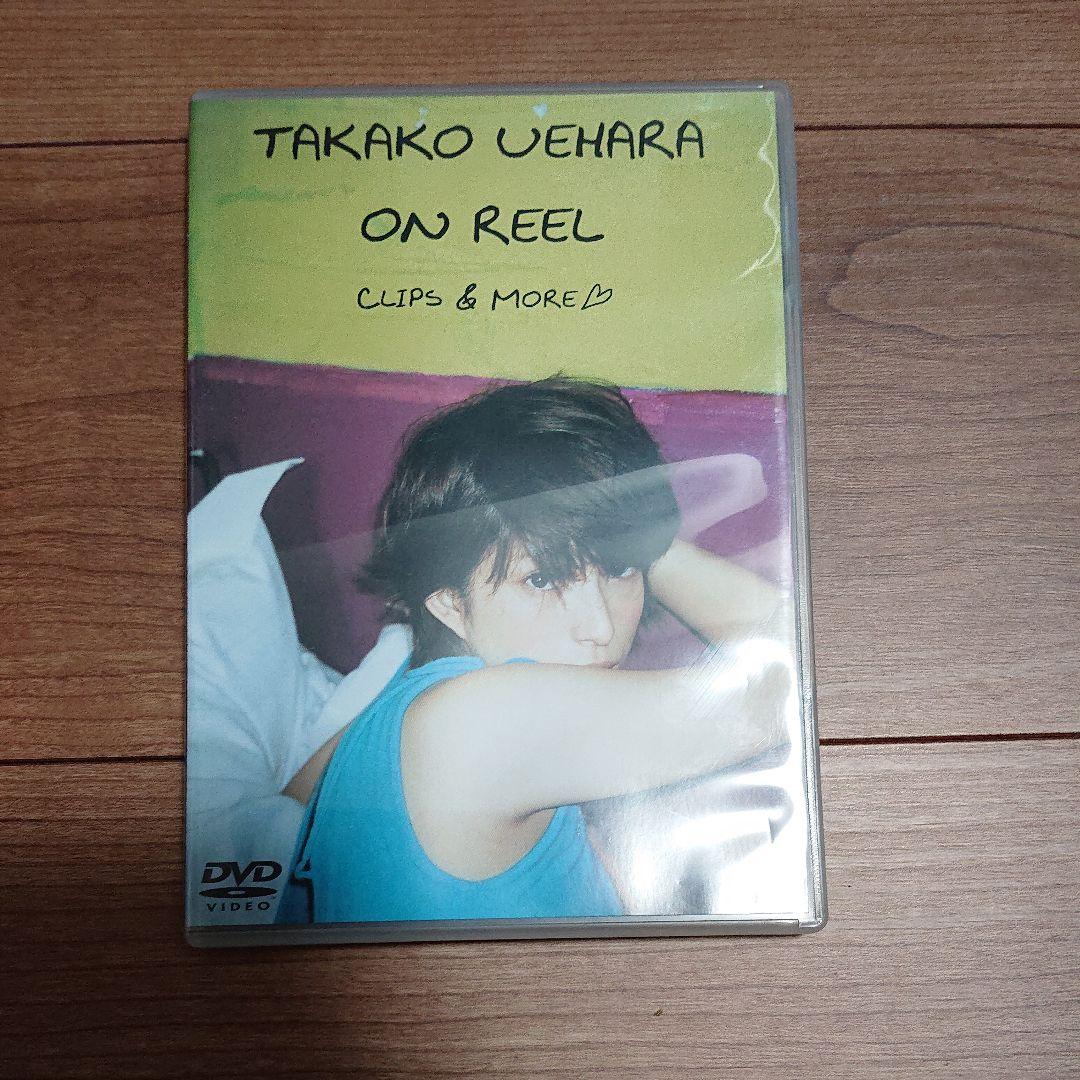 TAKAKO UEHARA
ON REEL
CLIPS & MORE♡
DVD
VIDEO